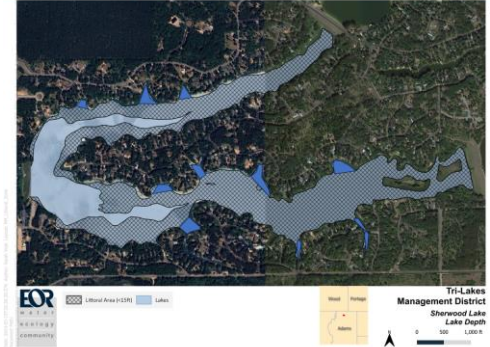 EOR
water
ecology
community
Littoral Area (<15ft)
Lakes
Wood
Portage
Adams
N
Tri-Lakes
Management District
Sherwood Lake
Lake Depth
0 500 1,000 ft